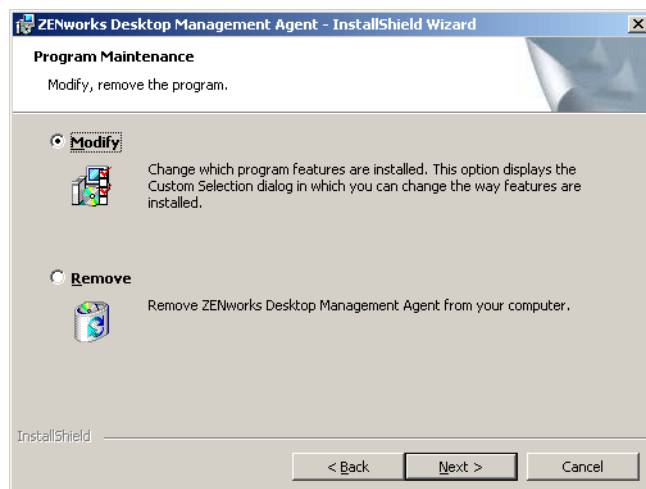 ZENworks Desktop Management Agent - InstallShield Wizard
Program Maintenance
Modify, remove the program.
Modify
Change which program features are installed. This option displays the
Custom Selection dialog in which you can change the way features are
installed.
Remove
Remove ZENworks Desktop Management Agent from your computer.
InstallShield
< Back Next > Cancel